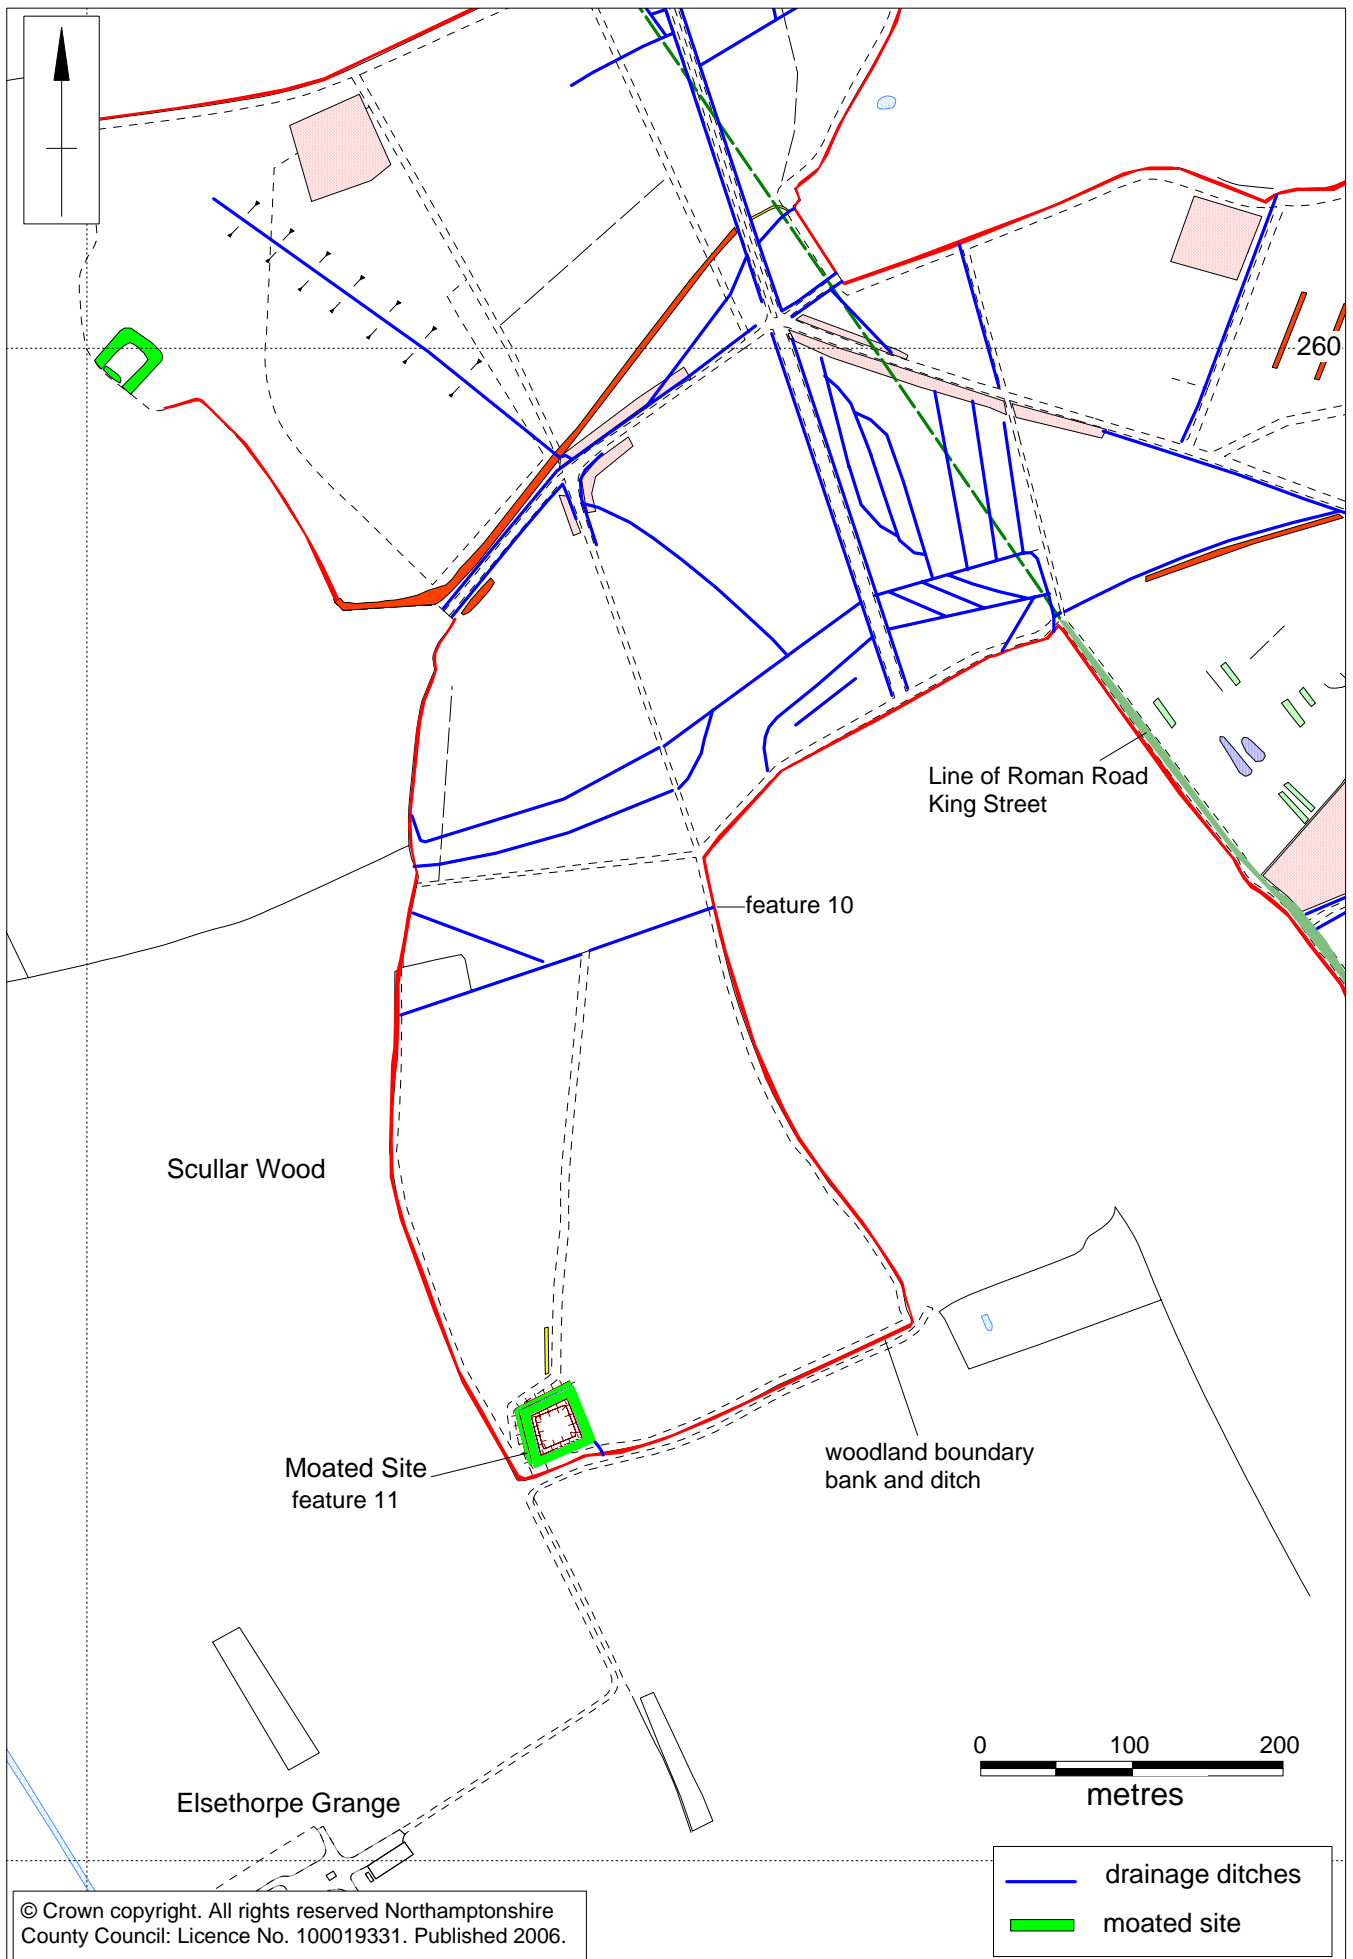 260
Line of Roman Road
King Street
feature 10
Scullar Wood
Moated Site
feature 11
woodland boundary
bank and ditch
0 100 200
metres
Elsethorpe Grange
drainage ditches
moated site
© Crown copyright. All rights reserved Northamptonshire
County Council: Licence No. 100019331. Published 2006.